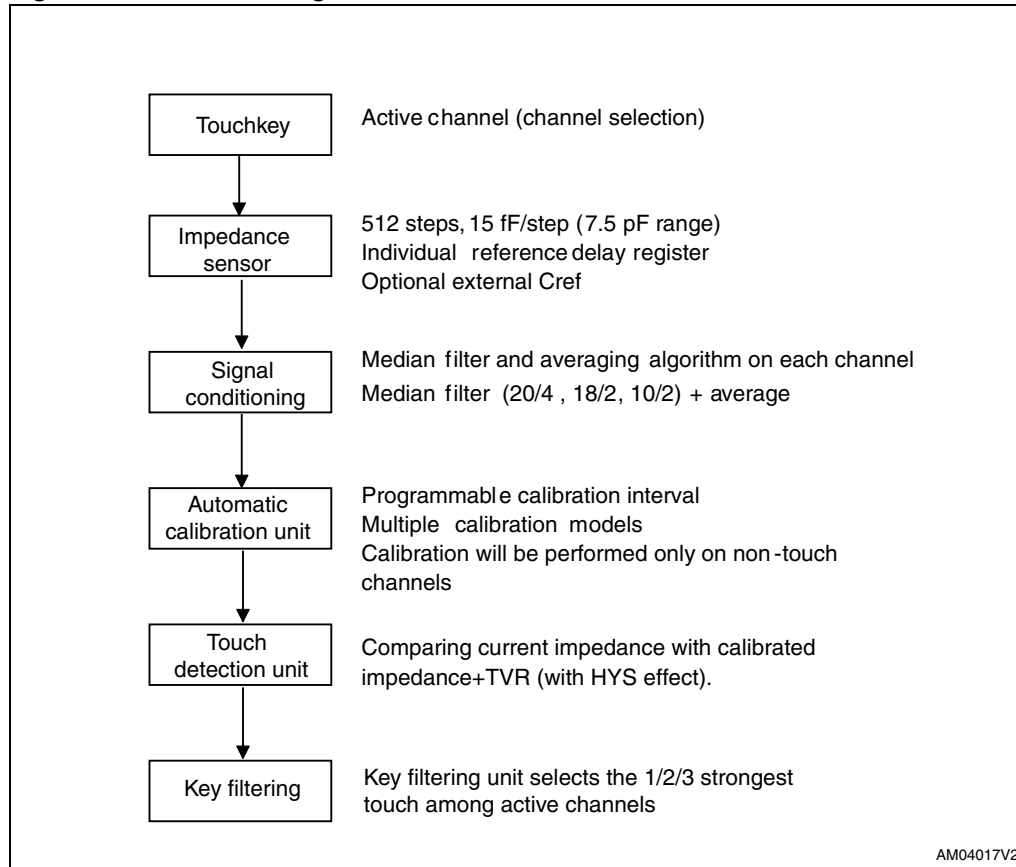 Touchkey
Active channel (channel selection)
Impedance
sensor
512 steps, 15 fF/step (7.5 pF range)
Individual reference delay register
Optional external Cref
Signal
conditioning
Median filter and averaging algorithm on each channel
Median filter (20/4 , 18/2, 10/2) + average
Automatic
calibration unit
Programmable calibration interval
Multiple calibration models
Calibration will be performed only on non-touch
channels
Touch
detection unit
Comparing current impedance with calibrated
impedance+TVR (with HYS effect).
Key filtering
Key filtering unit selects the 1/2/3 strongest
touch among active channels
AM04017V2